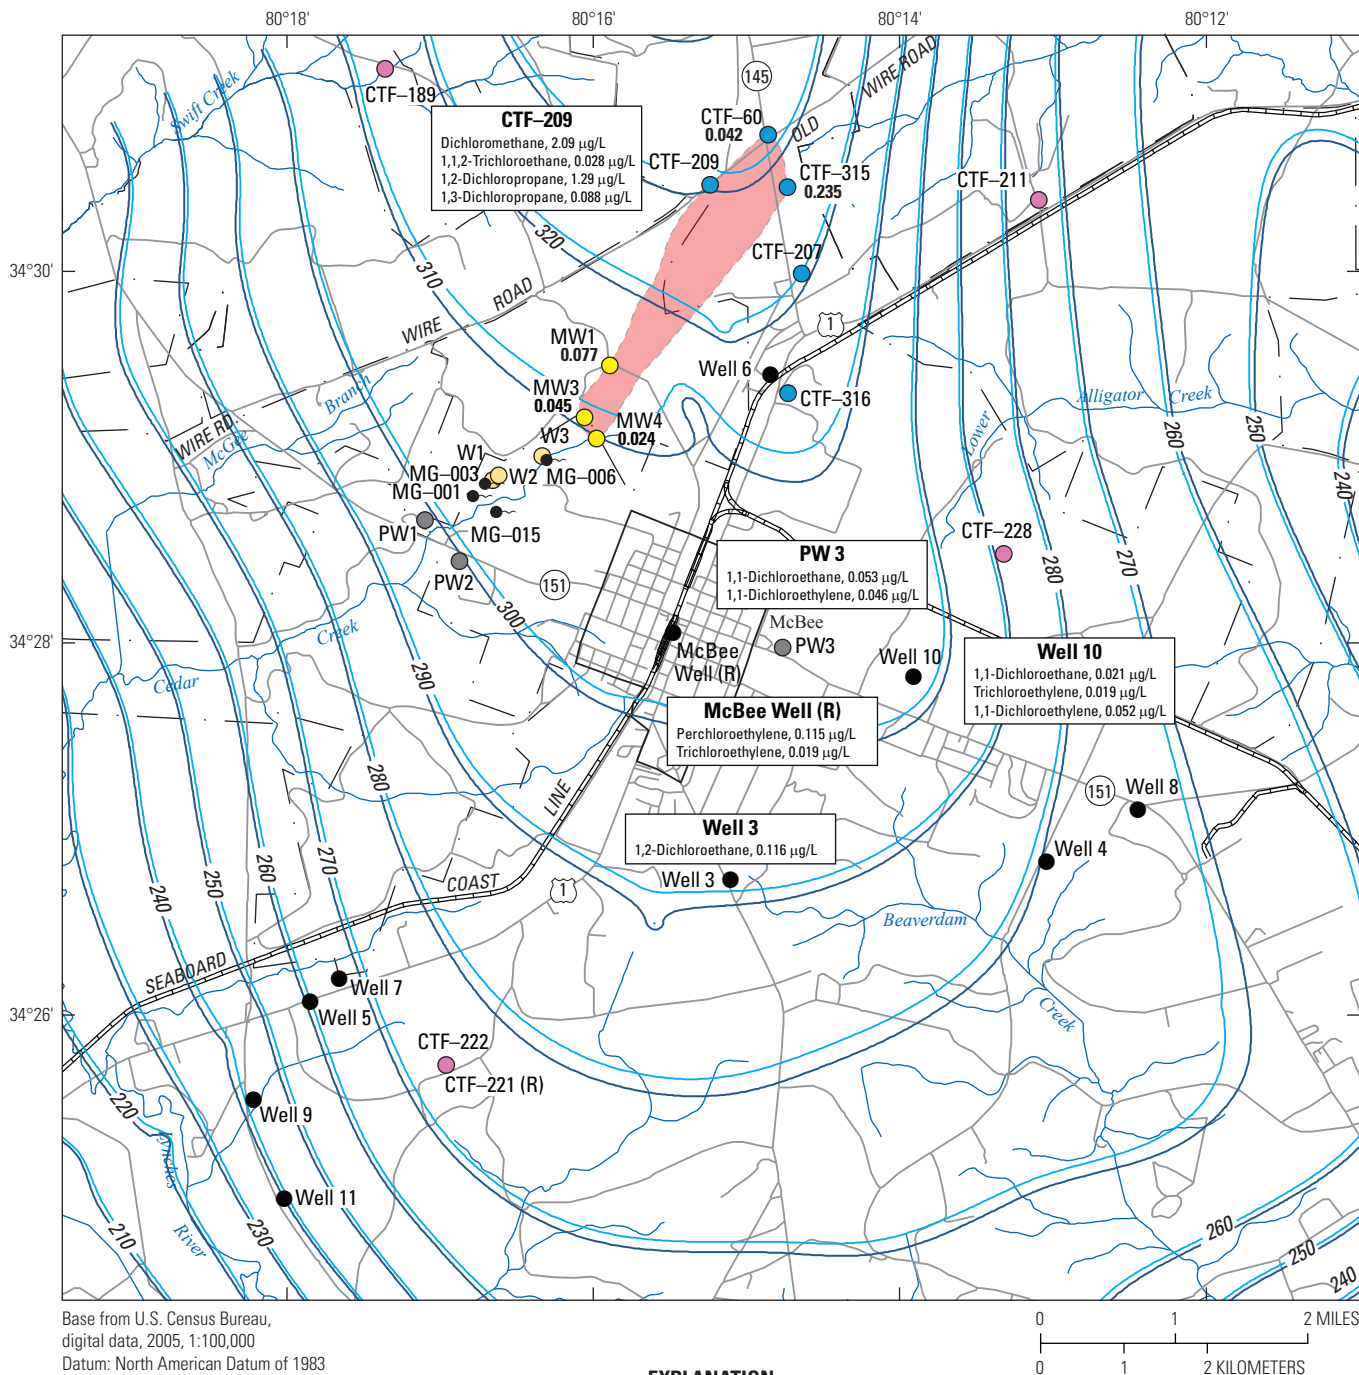 80°18'
80°16'
80°14'
80°12'
145
WIRE ROAD
OLD
CTF–189
Swift Creek
CTF–209
Dichloromethane, 2.09 µg/L
1,1,2-Trichloroethane, 0.028 µg/L
1,2-Dichloropropane, 1.29 µg/L
1,3-Dichloropropane, 0.088 µg/L
CTF–60
0.042
CTF–209
CTF–315
0.235
CTF–211
320
CTF–207
34°30'
310
ROAD
WIRE
1
MW1
0.077
Well 6
MW3
0.045
CTF–316
Alligator Creek
Branch
MW4
0.024
Lower
260
250
WIRE RD.
McGee
W3
W1
MG–003
W2
MG–006
240
MG–001
PW1
MG–015
CTF–228
PW2
PW 3
1,1-Dichloroethane, 0.053 µg/L
1,1-Dichloroethylene, 0.046 µg/L
280
270
151
300
Creek
34°28'
McBee
PW3
McBee
Well (R)
Well 10
Well 10
1,1-Dichloroethane, 0.021 µg/L
Trichloroethylene, 0.019 µg/L
1,1-Dichloroethylene, 0.052 µg/L
Cedar
290
McBee Well (R)
Perchloroethylene, 0.115 µg/L
Trichloroethylene, 0.019 µg/L
280
LINE
151
Well 8
Well 3
1,2-Dichloroethane, 0.116 µg/L
270
260
250
240
Well 4
COAST
1
Well 3
Beaverdam
SEABOARD
Well 7
Well 5
34°26'
Creek
CTF–222
CTF–221 (R)
220
Well 9
Lynches
Well 11
River
230
210
260
250
240
Base from U.S. Census Bureau,
digital data, 2005, 1:100,000
Datum: North American Datum of 1983
0 1 2 MILES
0 1 2 KILOMETERS
EXPLANATION